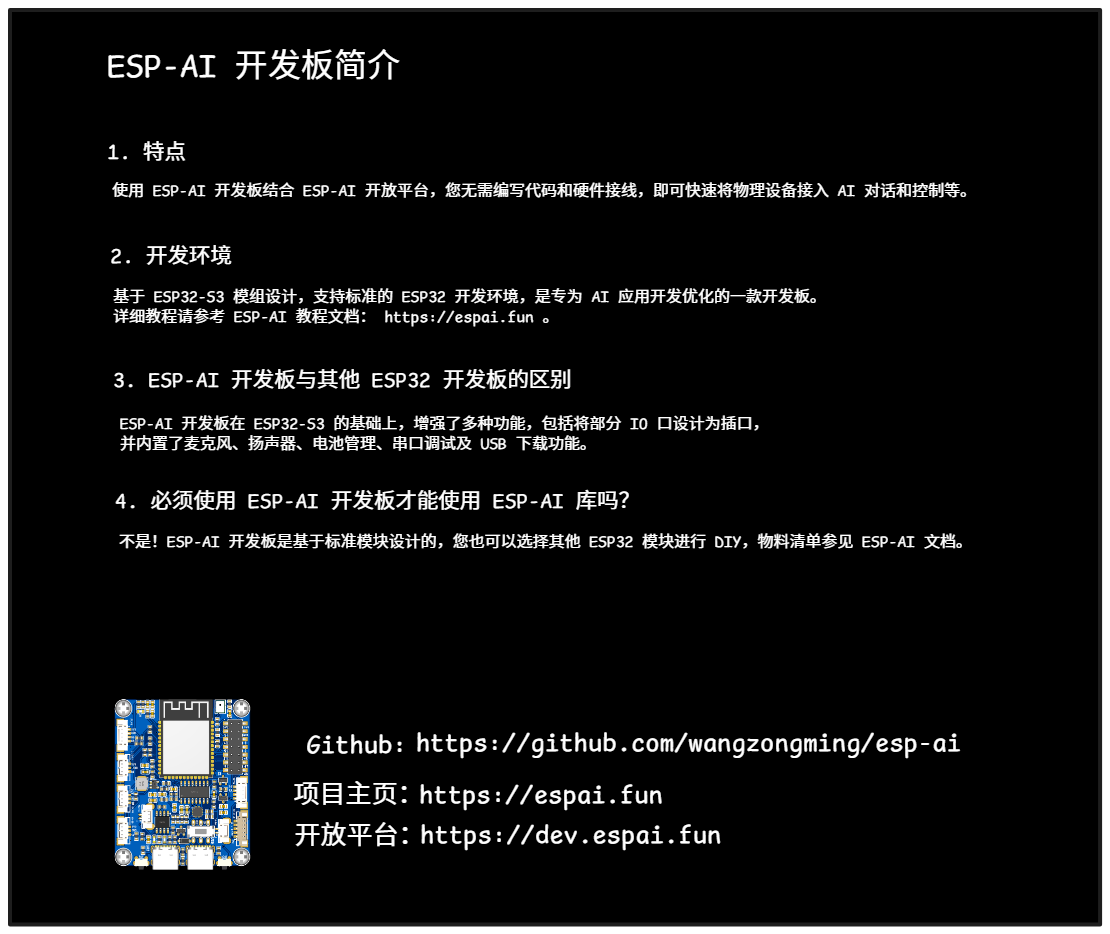 ESP-AI 开发板简介
1. 特点
使用 ESP-AI 开发板结合 ESP-AI 开放平台，您无需编写代码和硬件接线，即可快速将物理设备接入 AI 对话和控制等。
2. 开发环境
基于 ESP32-S3 模组设计，支持标准的 ESP32 开发环境，是专为 AI 应用开发优化的一款开发板。
详细教程请参考 ESP-AI 教程文档： https://espai.fun 。
3. ESP-AI 开发板与其他 ESP32 开发板的区别
ESP-AI 开发板在 ESP32-S3 的基础上，增强了多种功能，包括将部分 IO 口设计为插口，
并内置了麦克风、扬声器、电池管理、串口调试及 USB 下载功能。
4. 必须使用 ESP-AI 开发板才能使用 ESP-AI 库吗？
不是！ESP-AI 开发板是基于标准模块设计的，您也可以选择其他 ESP32 模块进行 DIY，物料清单参见 ESP-AI 文档。
Github：https://github.com/wangzongming/esp-ai
项目主页：https://espai.fun
开放平台：https://dev.espai.fun